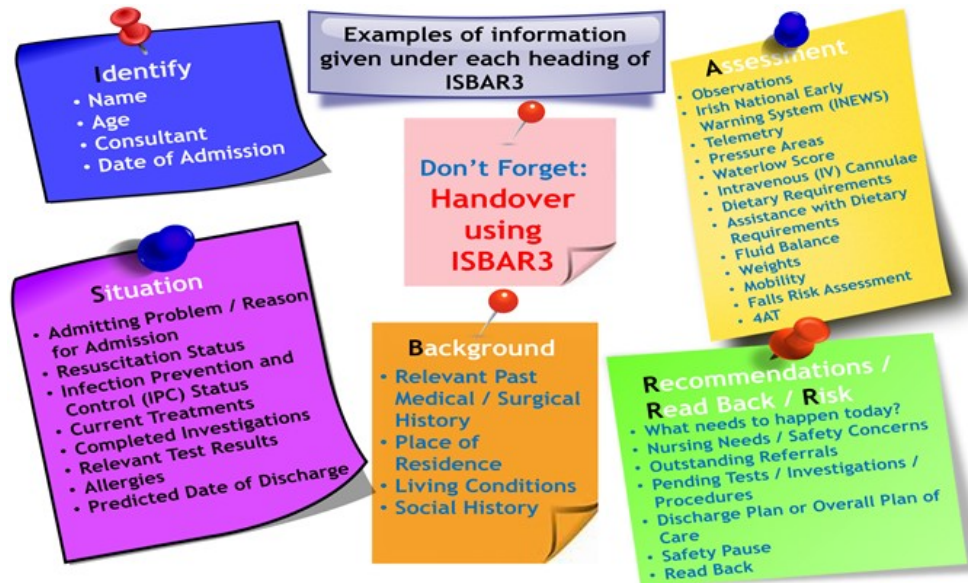 Examples of information
given under each heading of
ISBAR3
Identify
• Name
• Age
• Consultant
• Date of Admission
Don't Forget:
Handover
using
ISBAR3
Situation
• Admitting Problem / Reason
for Admission
• Resuscitation Status
• Infection Prevention and
Control (IPC) Status
• Current Treatments
• Completed Investigations
• Relevant Test Results
• Allergies
• Predicted Date of Discharge
Background
• Relevant Past
Medical / Surgical
History
• Place of
Residence
• Living Conditions
• Social History
Assessment
• Observations
• Irish National Early
Warning System (INEWS)
• Telemetry
• Pressure Areas
• Waterlow Score
• Intravenous (IV) Cannulae
• Dietary Requirements
• Assistance with Dietary
Requirements
• Fluid Balance
• Weights
• Mobility
• Falls Risk Assessment
• 4AT
Recommendations /
Read Back / Risk
• What needs to happen today?
• Nursing Needs / Safety Concerns
• Outstanding Referrals
• Pending Tests / Investigations /
Procedures
• Discharge Plan or Overall Plan of
Care
• Safety Pause
• Read Back